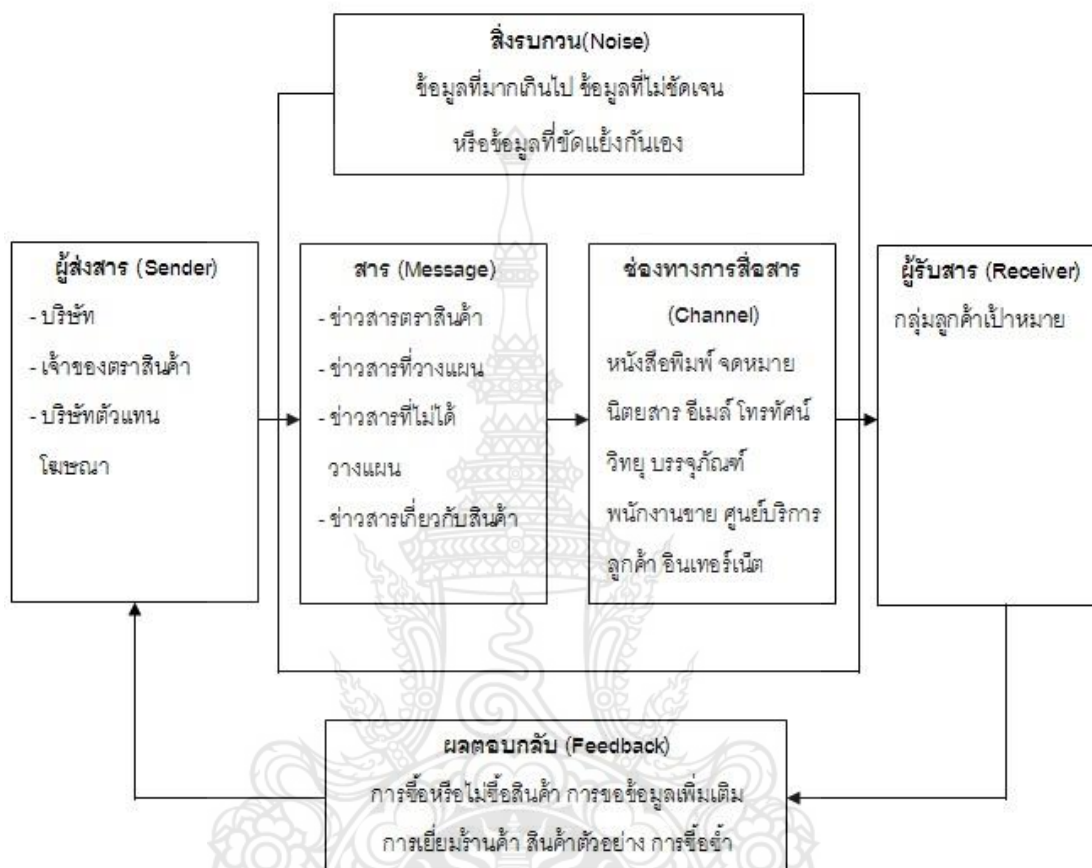 สิ่งรบกวน(Noise)
ข้อมูลที่มากเกินไป ข้อมูลที่ไม่ชัดเจน
หรือข้อมูลที่ขัดแย้งกันเอง
ผู้ส่งสาร (Sender)
- บริษัท
- เจ้าของตราสินค้า
- บริษัทตัวแทน
โฆษณา
สาร (Message)
- ข่าวสารตราสินค้า
- ข่าวสารที่วางแผน
- ข่าวสารที่ไม่ได้
วางแผน
- ข่าวสารเกี่ยวกับสินค้า
ช่องทางการสื่อสาร
(Channel)
หนังสือพิมพ์ จดหมาย
นิตยสาร อีเมล์ โทรทัศน์
วิทยุ บรรจุภัณฑ์
พนักงานขาย ศูนย์บริการ
ลูกค้า อินเทอร์เน็ต
ผู้รับสาร (Receiver)
กลุ่มลูกค้าเป้าหมาย
ผลตอบกลับ (Feedback)
การซื้อหรือไม่ซื้อสินค้า การขอข้อมูลเพิ่มเติม
การเยี่ยมร้านค้า สินค้าตัวอย่าง การซื้อซ้ำ